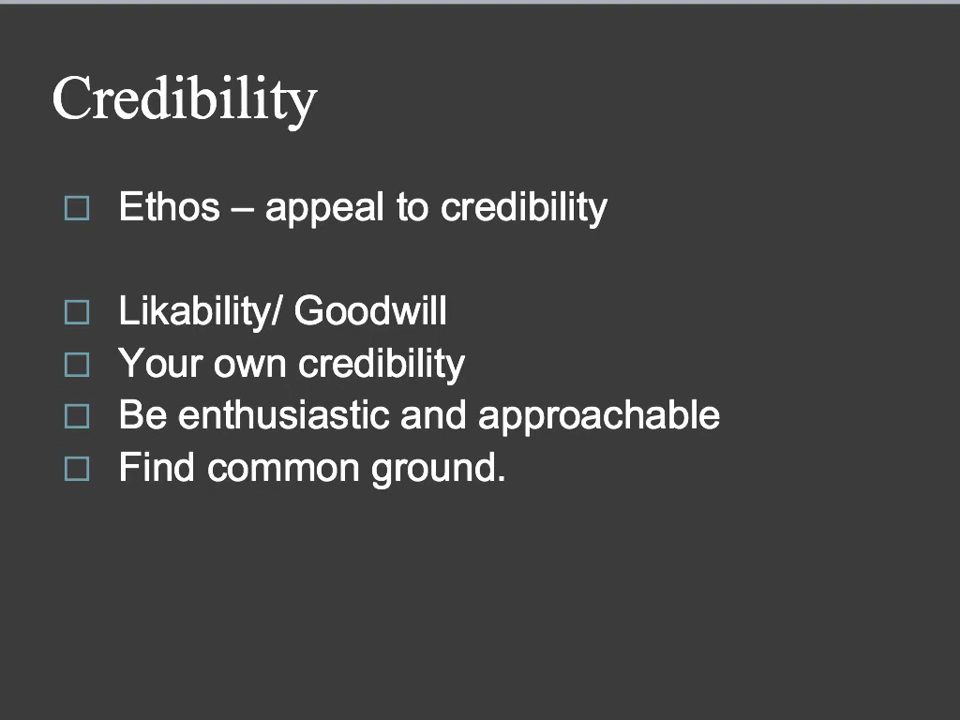 Credibility
Ethos – appeal to credibility
Likability/ Goodwill
Your own credibility
Be enthusiastic and approachable
Find common ground.